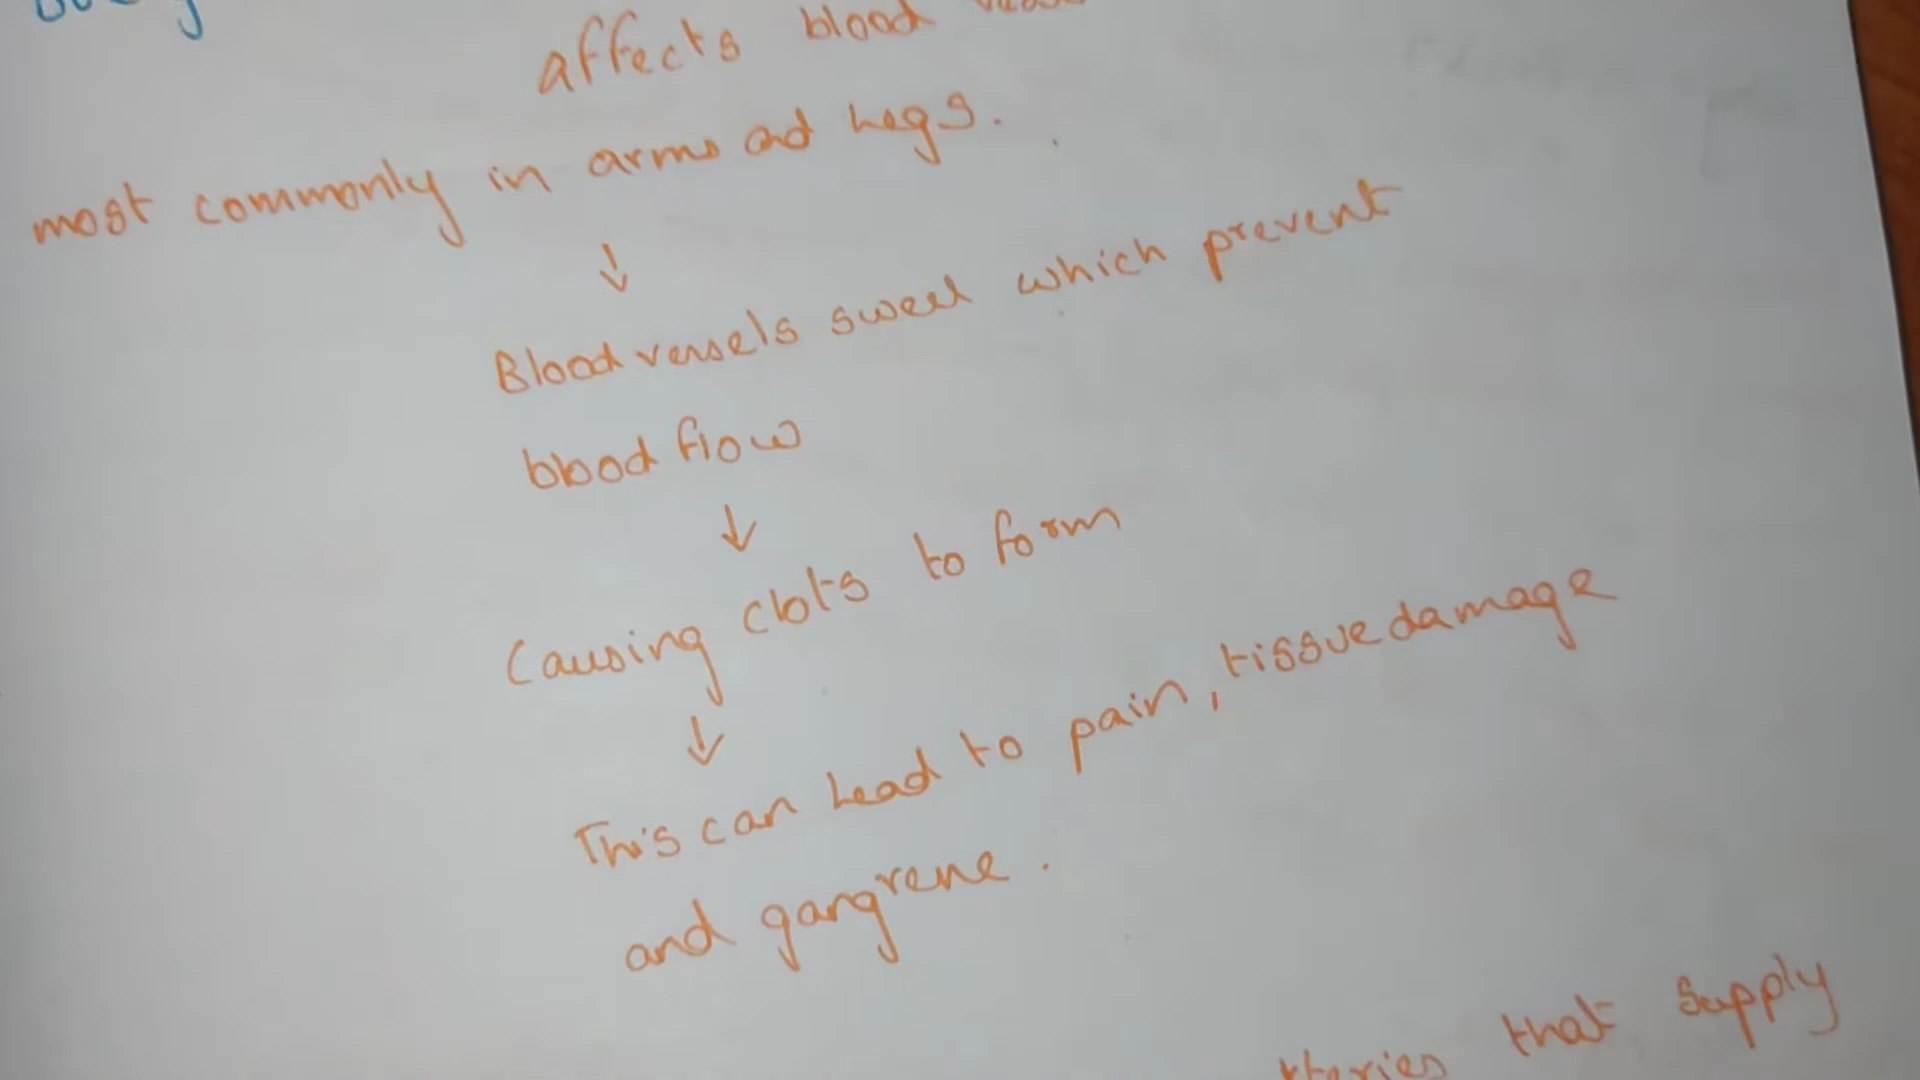 affects blood
most commonly in arms ad legs.
↓
Blood vessels swell which prevent
blood flow
↓
Causing clots to form
↓
This can lead to pain, tissue damage
and gangrene.
that supply